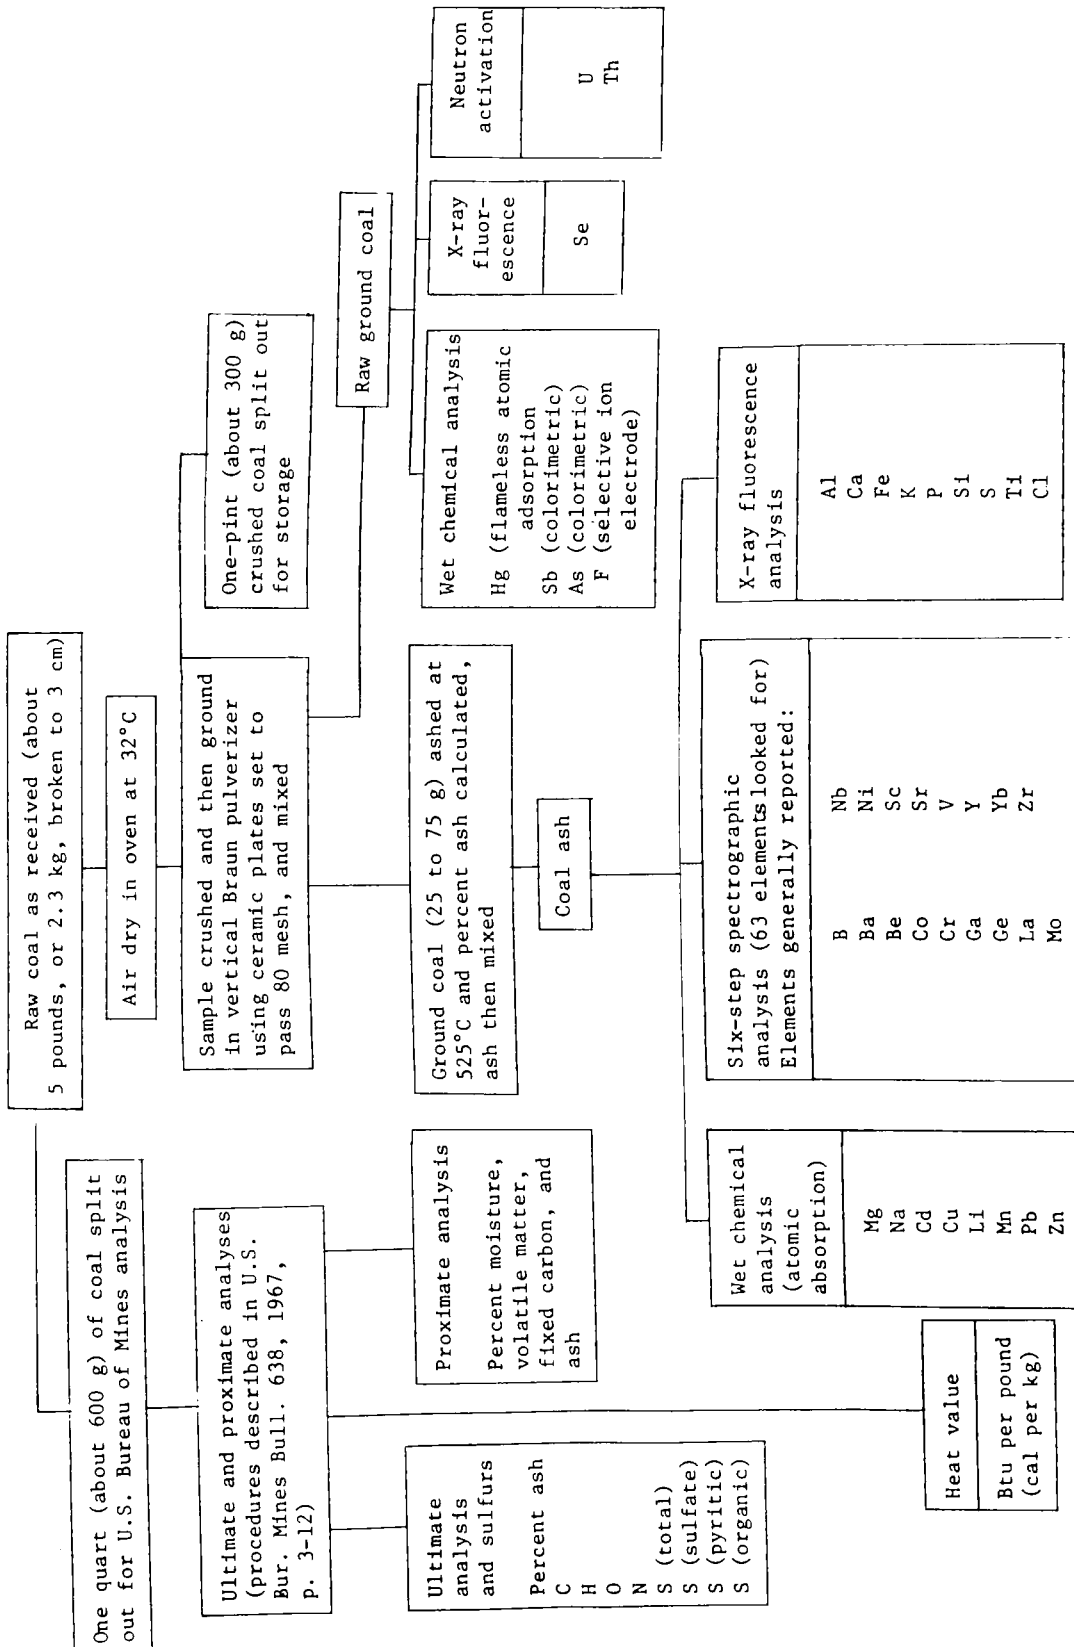 Raw coal as received (about
5 pounds, or 2.3 kg, broken to 3 cm)
One quart (about 600 g) of coal split
out for U.S. Bureau of Mines analysis
Air dry in oven at 32°C
Ultimate and proximate analyses
(procedures described in U.S.
Bur. Mines Bull. 638, 1967,
p. 3-12)
Sample crushed and then ground
in vertical Braun pulverizer
using ceramic plates set to
pass 80 mesh, and mixed
One-pint (about 300 g)
crushed coal split out
for storage
Raw ground coal
Ultimate
analysis
and sulfurs
Percent ash
C
H
O
N
S (total)
S (sulfate)
S (pyritic)
S (organic)
Proximate analysis
Percent moisture,
volatile matter,
fixed carbon, and
ash
Ground coal (25 to 75 g) ashed at
525°C and percent ash calculated,
ash then mixed
Wet chemical analysis
Hg (flameless atomic
adsorption
Sb (colorimetric)
As (colorimetric)
F (selective ion
electrode)
X-ray
fluor-
escence
Se
Neutron
activation
U
Th
Coal ash
Heat value
Btu per pound
(cal per kg)
Wet chemical
analysis
(atomic
absorption)
Mg
Na
Cd
Cu
Li
Mn
Pb
Zn
Six-step spectrographic
analysis (63 elements looked for)
Elements generally reported:
B Nb
Ba Ni
Be Sc
Co Sr
Cr V
Ga Y
Ge Yb
La Zr
Mo
X-ray fluorescence
analysis
Al
Ca
Fe
K
P
Si
S
Ti
Cl